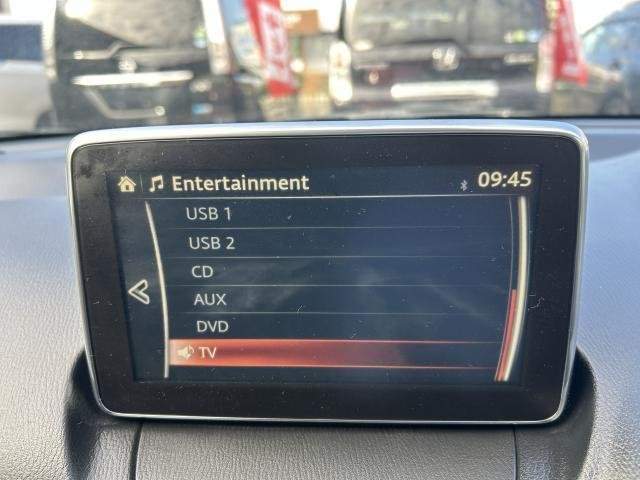 Entertainment 09:45
USB 1
USB 2
CD
AUX
DVD
TV